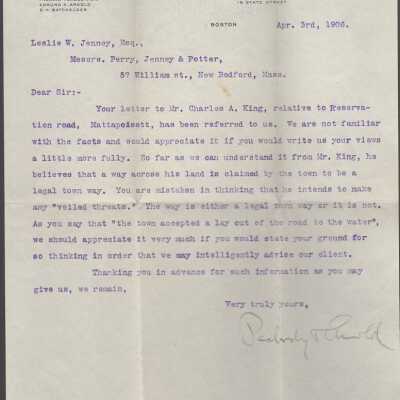 15 STATE STREET
EDMUND K. ARNOLD
BOSTON
Apr. 3rd, 1906.
Leslie W. Jenney, Esq.,
Messrs. Perry, Jenney & Potter,
57 William st., New Bedford, Mass.
Dear Sir:-
Your letter to Mr. Charles A. King, relative to Reserva-
tion road, Mattapoisett, has been referred to us. We are not familiar
with the facts and would appreciate it if you would write us your views
a little more fully. So far as we can understand it from Mr. King, he
believes that a way across his land is claimed by the town to be a
legal town way. You are mistaken in thinking that he intends to make
any "veiled threats." The way is either a legal town way or it is not.
As you say that "the town accepted a lay out of the road to the water",
we should appreciate it very much if you would state your ground for
so thinking in order that we may intelligently advise our client.
Thanking you in advance for such information as you may
give us, we remain,
Very truly yours,
Peabody & Arnold